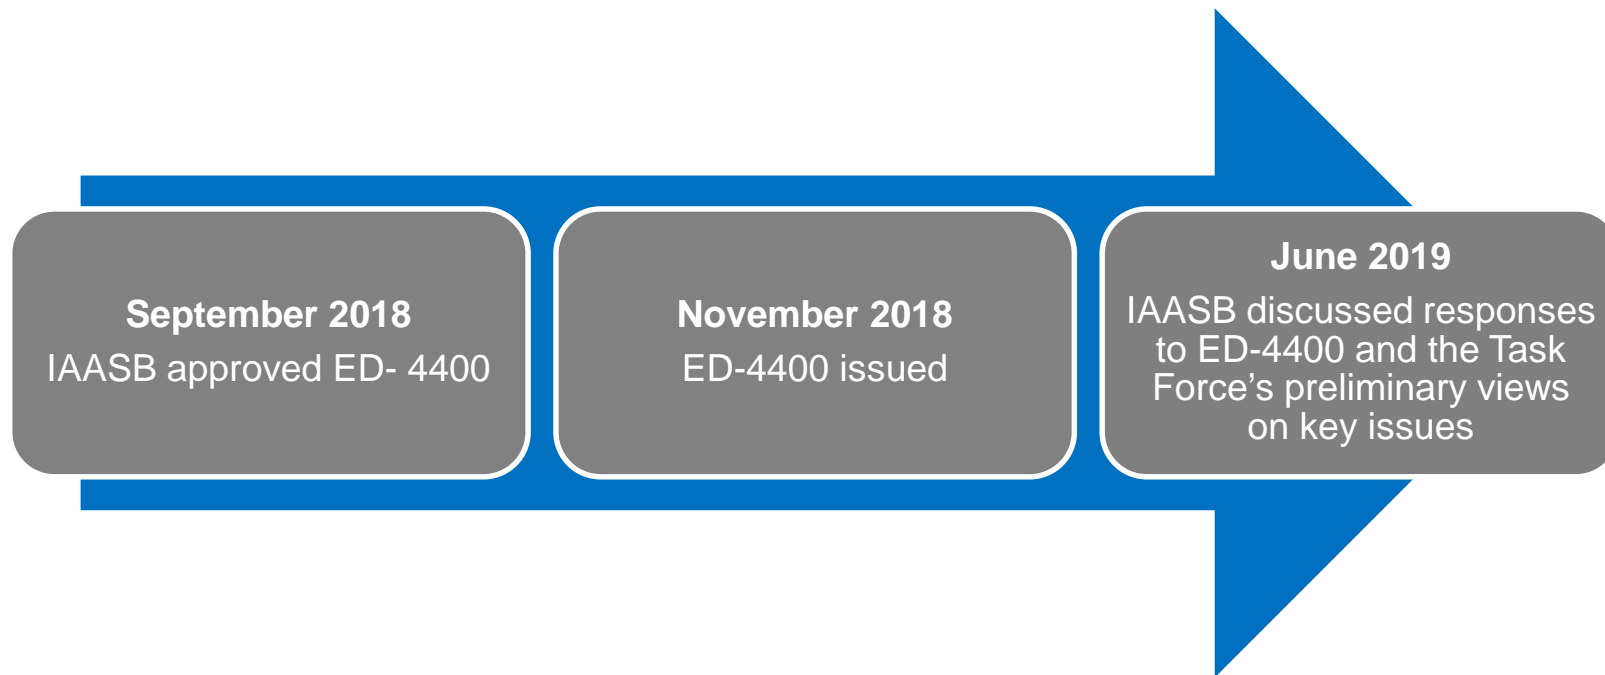 September 2018
IAASB approved ED- 4400
November 2018
ED-4400 issued
June 2019
IAASB discussed responses
to ED-4400 and the Task
Force’s preliminary views
on key issues